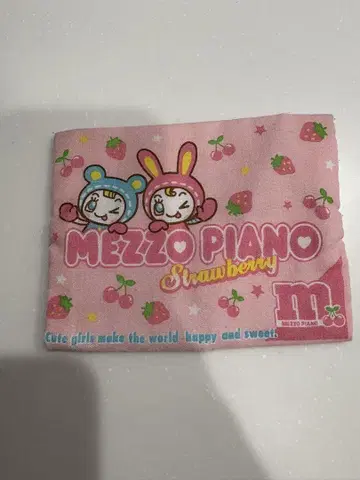 MEZZO PIANO
Strawberry
m
MEZZO PIANO
Cute girls make the world happy and sweet!